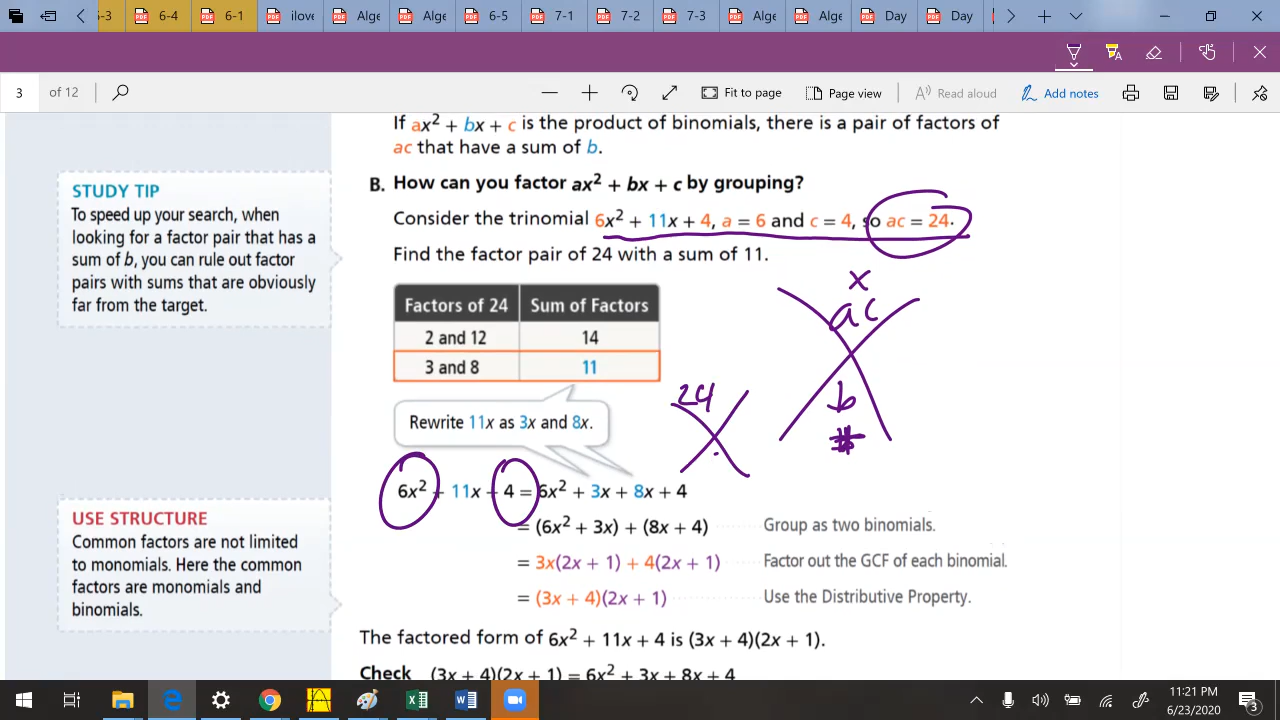 -3
6-4
6-1
ilove
Alge
Alge
6-5
7-1
7-2
7-3
Alge
Alge
Day
Day
Alge
3
of 12
Fit to page
Page view
Read aloud
Add notes
If ax² + bx + c is the product of binomials, there is a pair of factors of
ac that have a sum of b.
B. How can you factor ax² + bx + c by grouping?
Consider the trinomial 6x² + 11x + 4, a = 6 and c = 4, so ac = 24.
Find the factor pair of 24 with a sum of 11.
STUDY TIP
To speed up your search, when
looking for a factor pair that has a
sum of b, you can rule out factor
pairs with sums that are obviously
far from the target.
Factors of 24 Sum of Factors
2 and 12 14
3 and 8 11
x
ac
b
#
24
Rewrite 11x as 3x and 8x.
6x² + 11x + 4 = 6x² + 3x + 8x + 4
= (6x² + 3x) + (8x + 4) Group as two binomials.
= 3x(2x + 1) + 4(2x + 1) Factor out the GCF of each binomial.
= (3x + 4)(2x + 1) Use the Distributive Property.
USE STRUCTURE
Common factors are not limited
to monomials. Here the common
factors are monomials and
binomials.
The factored form of 6x² + 11x + 4 is (3x + 4)(2x + 1).
Check (3x + 4)(2x + 1) = 6x² + 3x + 8x + 4
11:21 PM
6/23/2020
3